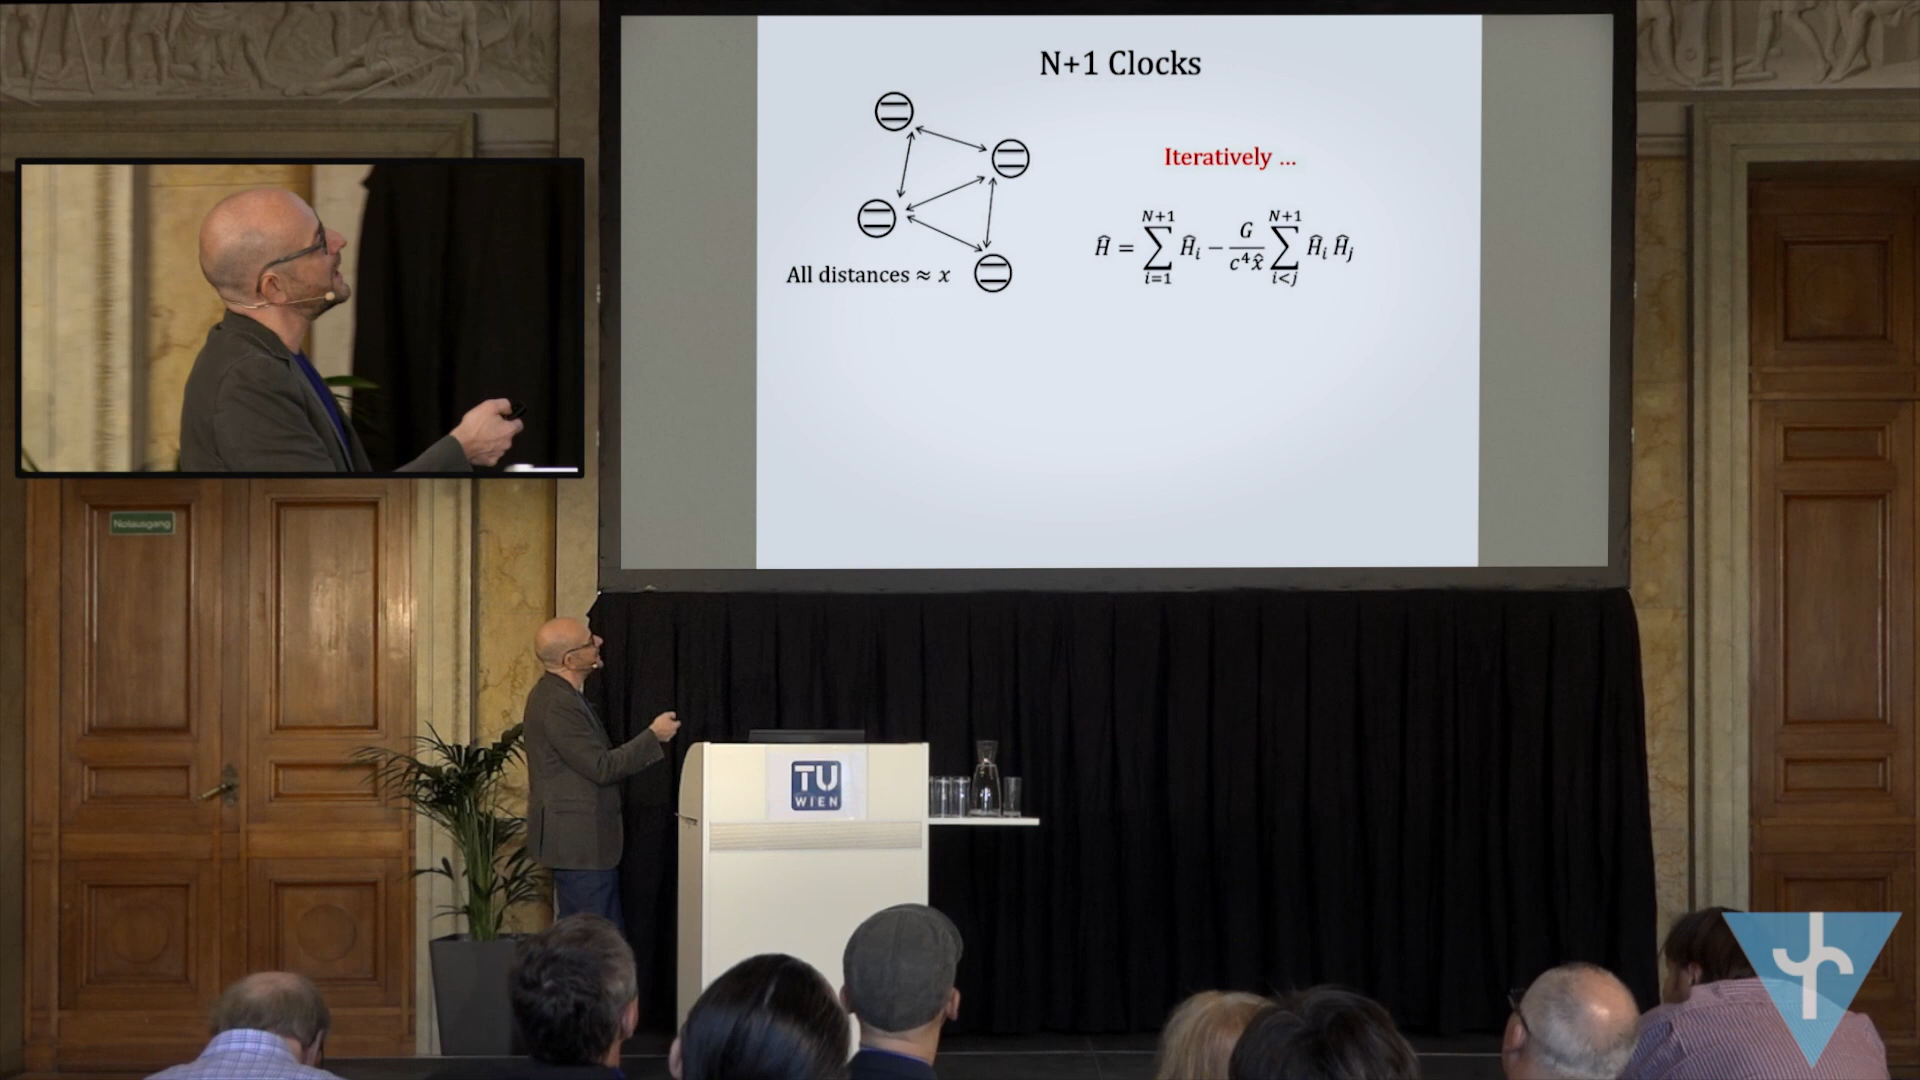 N+1 Clocks
Iteratively ...
Ĥ = ∑_{i=1}^{N+1} Ĥ_i − G/(c⁴x̂) ∑_{i<j}^{N+1} Ĥ_i Ĥ_j
All distances ≈ x
Notausgang
TU
WIEN